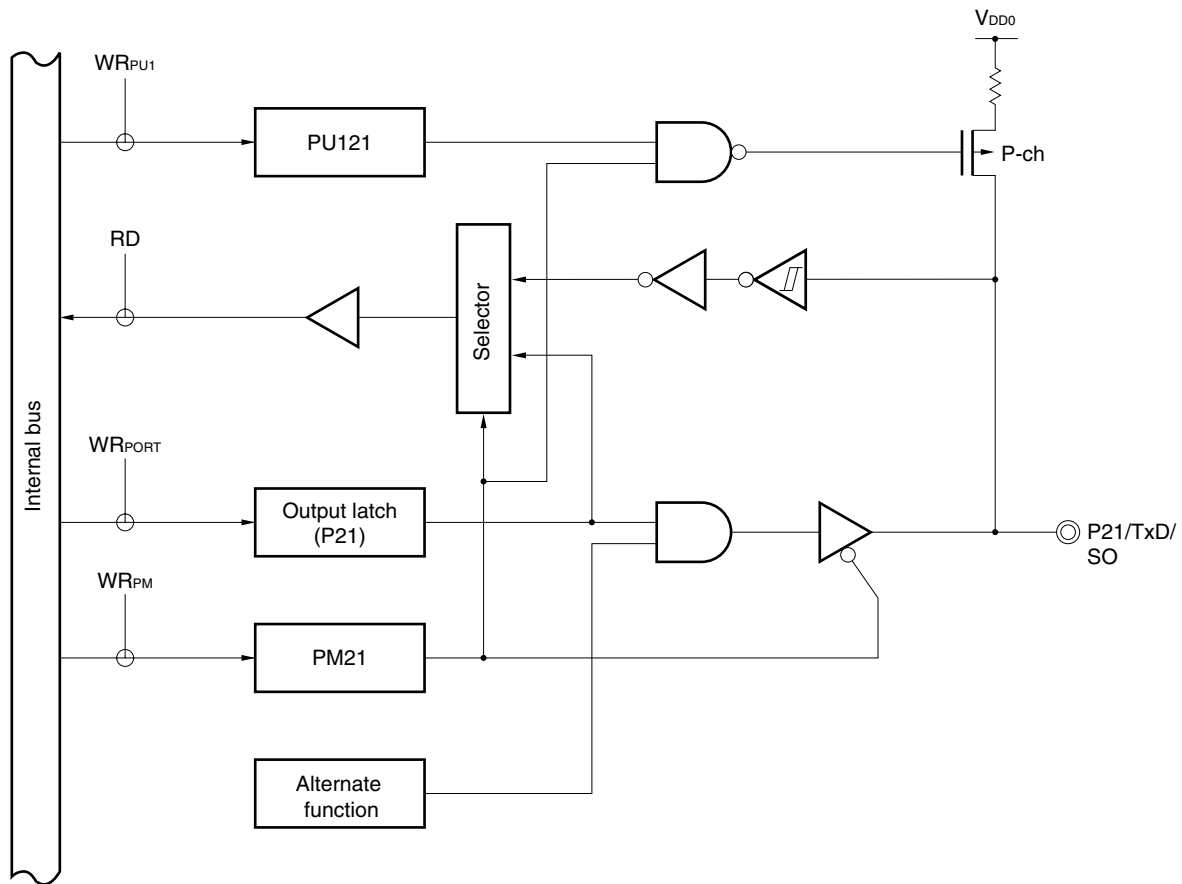 VDD0
WRPU1
PU121
P-ch
RD
Selector
Internal bus
WRPORT
Output latch
(P21)
P21/TxD/
SO
WRPM
PM21
Alternate
function